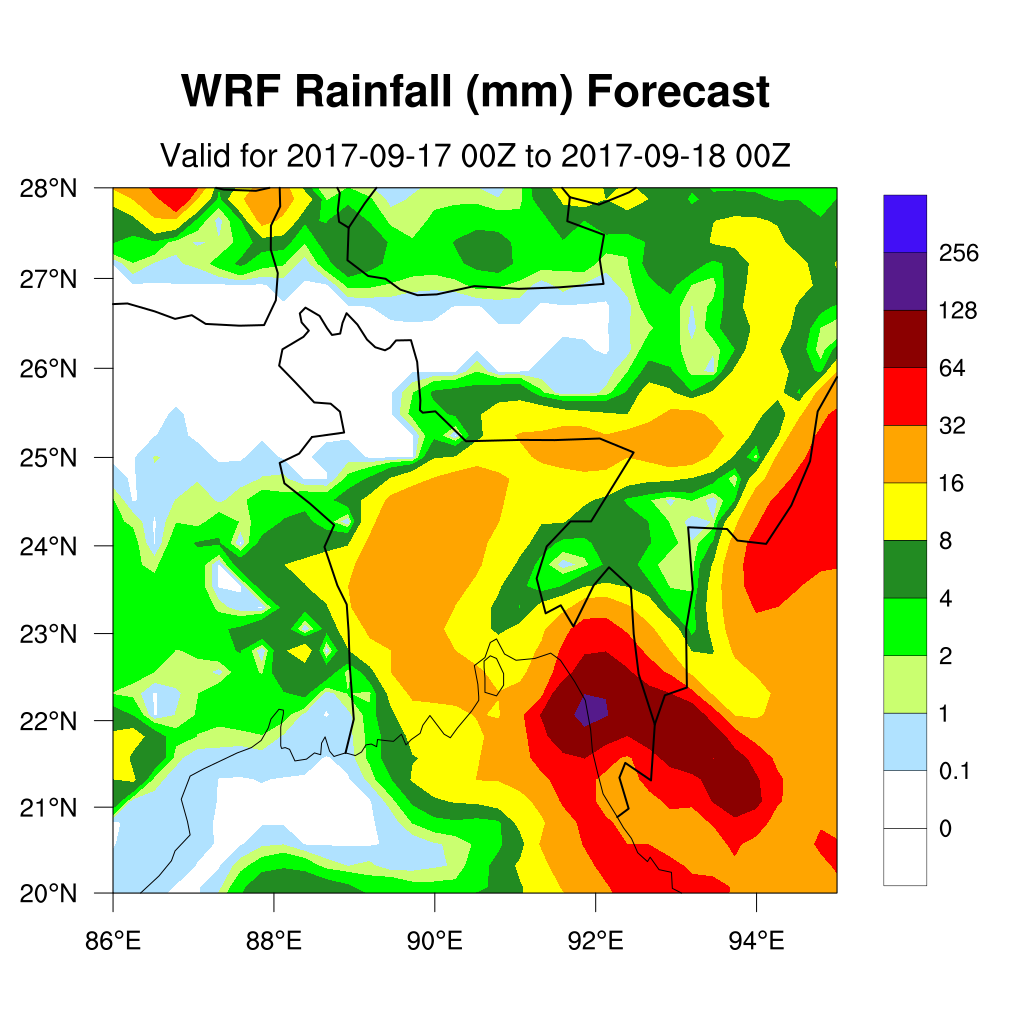 WRF Rainfall (mm) Forecast
Valid for 2017-09-17 00Z to 2017-09-18 00Z
28°N
27°N
26°N
25°N
24°N
23°N
22°N
21°N
20°N
86°E
88°E
90°E
92°E
94°E
256
128
64
32
16
8
4
2
1
0.1
0